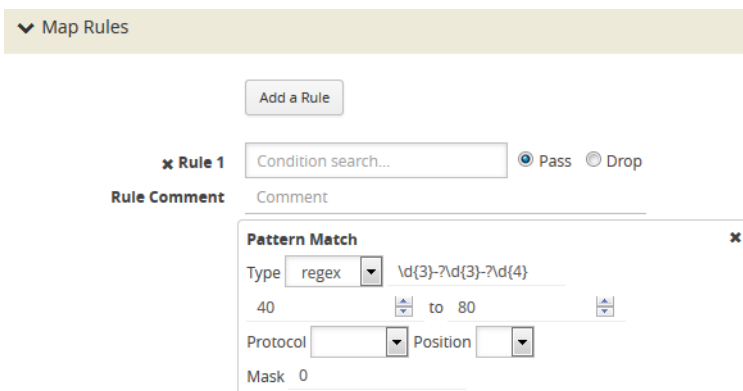 Map Rules
Add a Rule
Rule 1 Condition search... Pass Drop
Rule Comment Comment
Pattern Match
Type regex \d{3}-?\d{3}-?\d{4}
40 to 80
Protocol Position
Mask 0